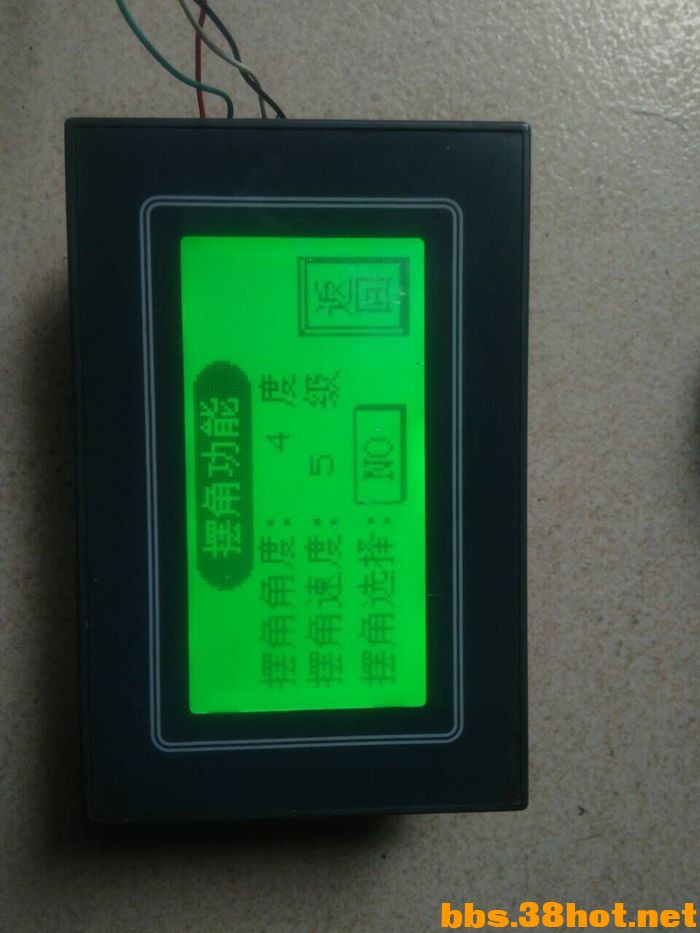 摆角功能
摆角角度： 4 度
摆角速度： 5 级
摆角选择： NO
返回
bbs.38hot.net